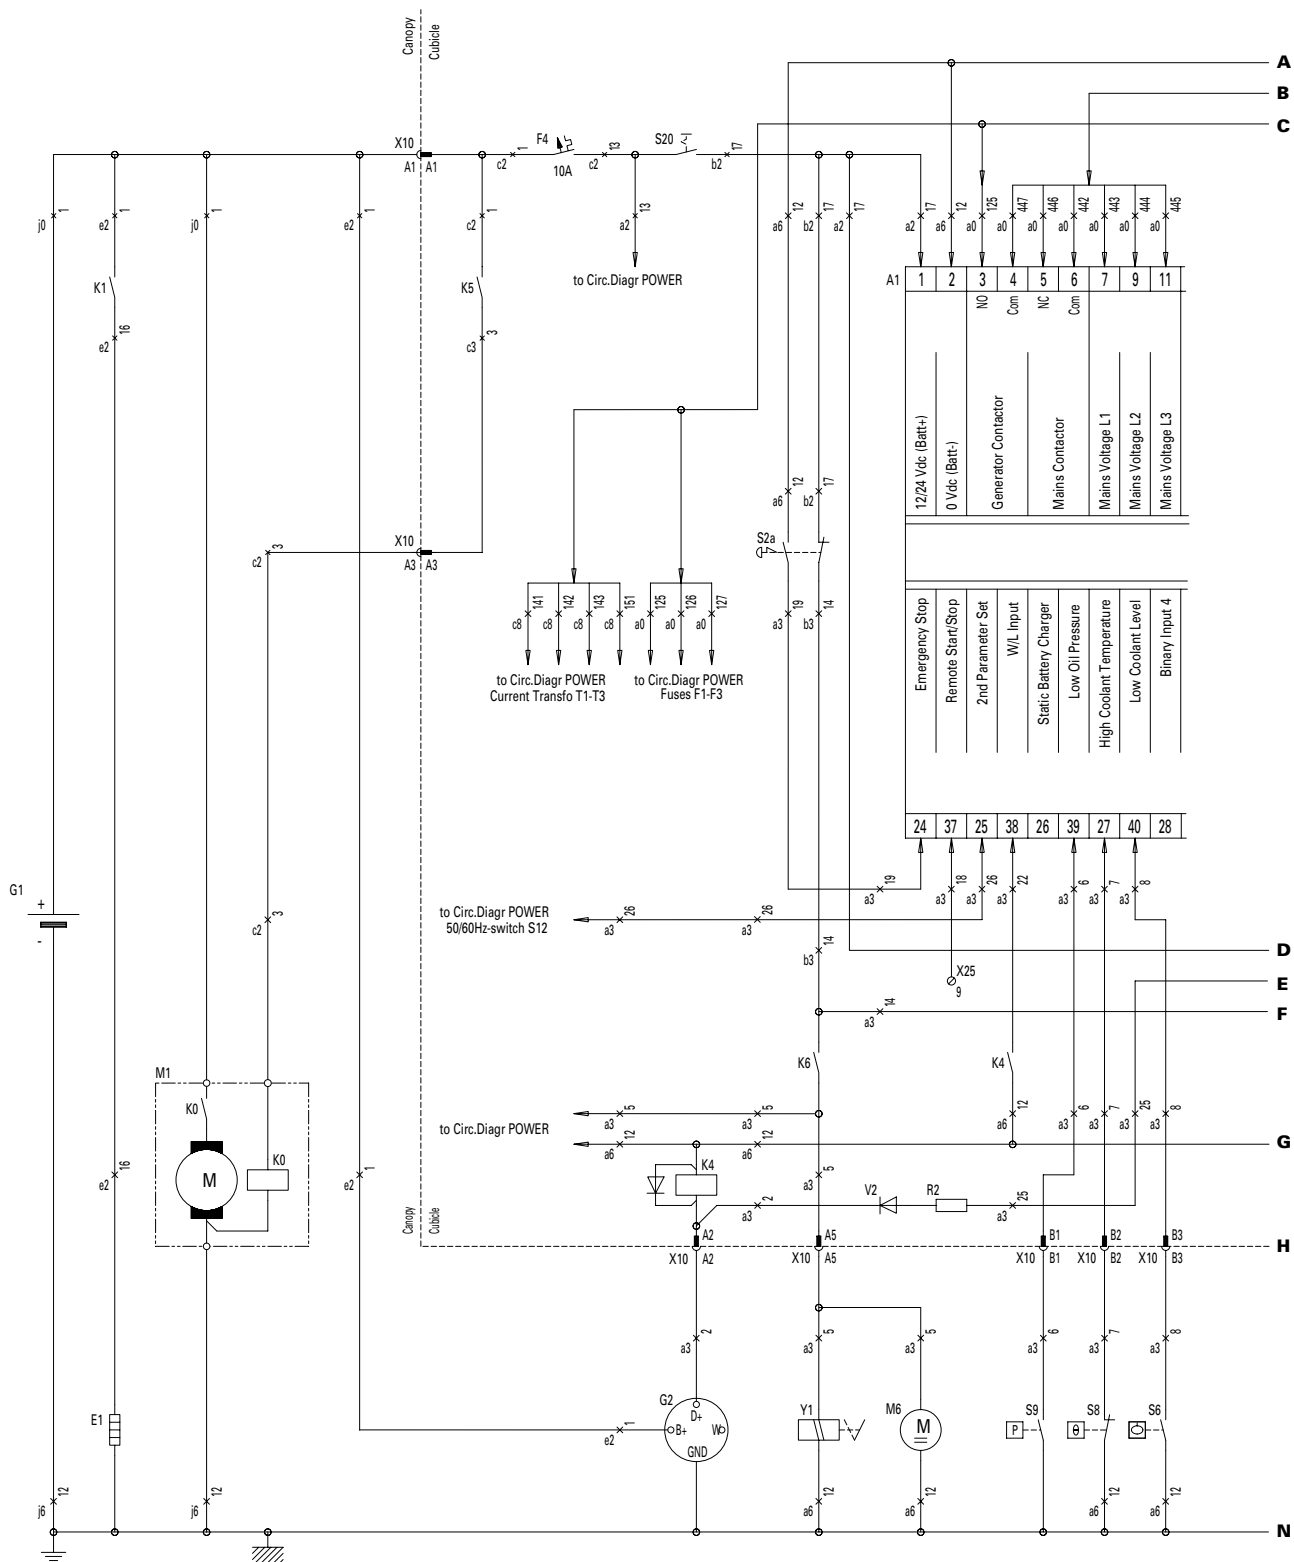 Canopy
Cubicle
A
B
C
X10
A1 A1
c2
1
F4
10A
c2
13
S20
b2
17
j0
1
e2
1
j0
1
e2
1
c2
1
a2
13
a6
12
b2
17
a2
17
a2
17
a6
12
a0
125
a0
447
a0
446
a0
442
a0
443
a0
444
a0
445
to Circ.Diagr POWER
K1
K5
A1
1 2 3 4 5 6 7 9 11
NO
Com
NC
Com
e2
16
c3
3
12/24 Vdc (Batt+)
0 Vdc (Batt-)
Generator Contactor
Mains Contactor
Mains Voltage L1
Mains Voltage L2
Mains Voltage L3
a6
12
b2
17
S2a
c2
3
X10
A3 A3
c8
141
c8
142
c8
143
c8
151
a0
125
a0
126
a0
127
a3
19
b3
14
to Circ.Diagr POWER
Current Transfo T1-T3
to Circ.Diagr POWER
Fuses F1-F3
Emergency Stop
Remote Start/Stop
2nd Parameter Set
W/L Input
Static Battery Charger
Low Oil Pressure
High Coolant Temperature
Low Coolant Level
Binary Input 4
24 37 25 38 26 39 27 40 28
G1
+
-
a3
19
a3
18
a3
26
a3
22
a3
6
a3
7
a3
8
c2
3
to Circ.Diagr POWER
50/60Hz-switch S12
a3
26
a3
26
b3
14
D
X25
9
E
a3
14
F
M1
K0
K6
K4
to Circ.Diagr POWER
a3
5
a3
5
a6
12
a3
6
a3
7
a3
25
a3
8
a6
12
a6
12
G
e2
16
M
K0
e2
1
K4
a3
5
a3
2
V2
R2
a3
25
Canopy
Cubicle
A2
X10 A2
A5
X10 A5
B1
X10 B1
B2
X10 B2
B3
X10 B3
H
a3
2
a3
5
a3
5
a3
6
a3
7
a3
8
E1
e2
1
G2
D+
B+
W
GND
Y1
M6
M
S9
P
S8
θ
S6
j6
12
j6
12
a6
12
a6
12
a6
12
a6
12
N